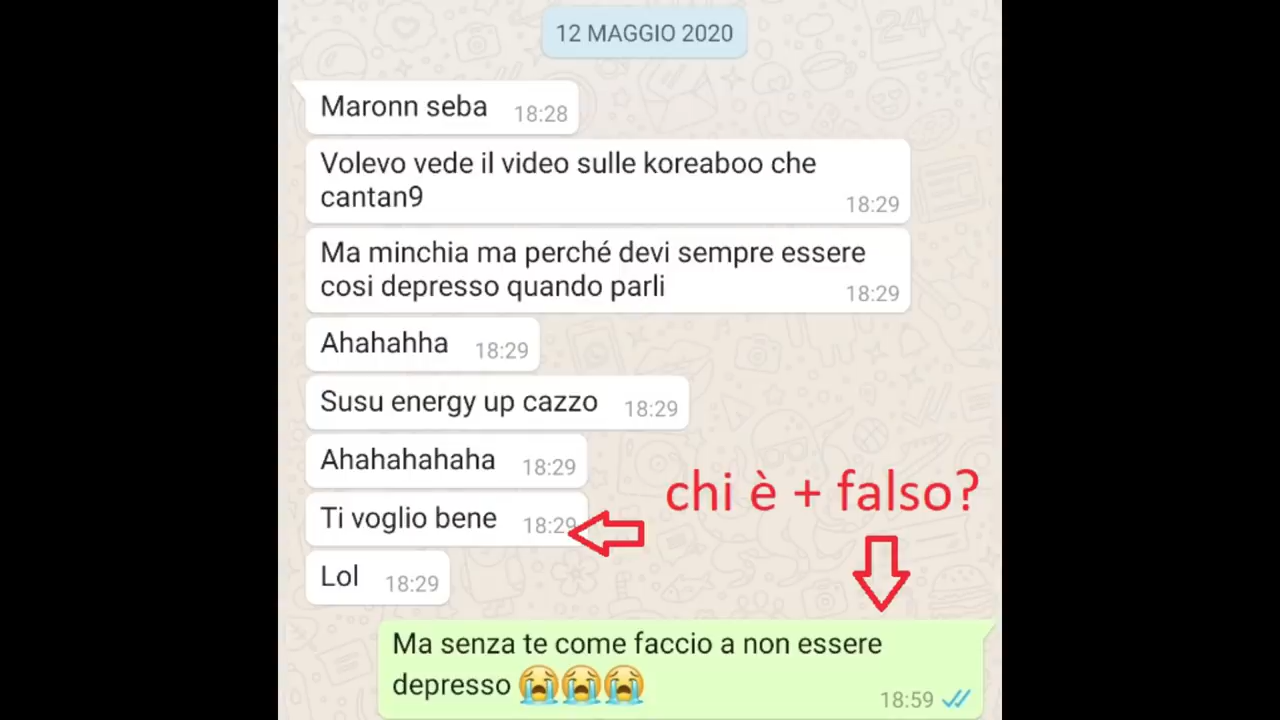 12 MAGGIO 2020
Maronn seba 18:28
Volevo vede il video sulle koreaboo che
cantan9 18:29
Ma minchia ma perché devi sempre essere
cosi depresso quando parli 18:29
Ahahahha 18:29
Susu energy up cazzo 18:29
Ahahahahaha 18:29
Ti voglio bene 18:29
chi è + falso?
Lol 18:29
Ma senza te come faccio a non essere
depresso 😭😭😭 18:59